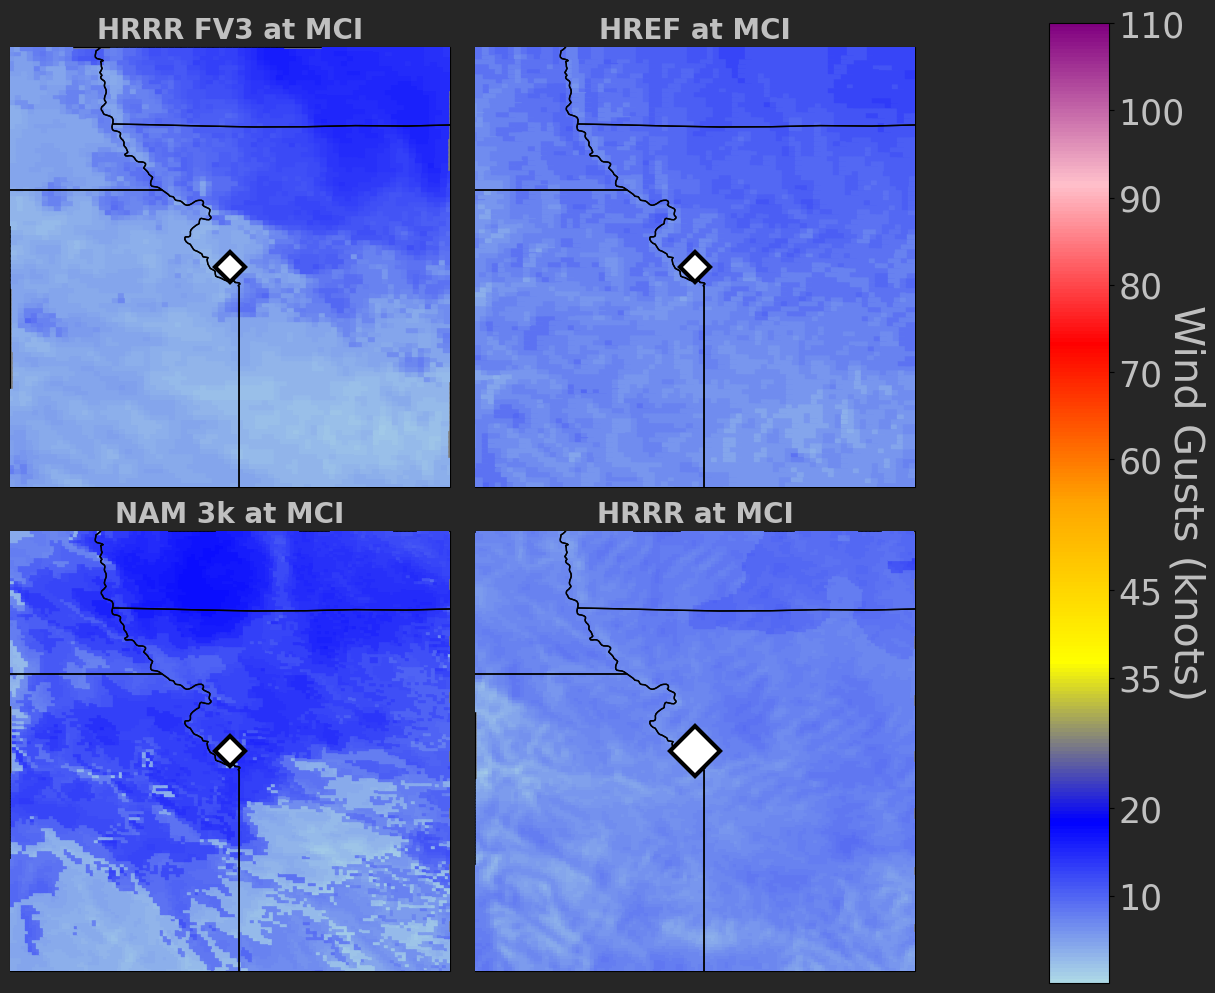 HRRR FV3 at MCI
HREF at MCI
NAM 3k at MCI
HRRR at MCI
110
100
90
80
70
60
45
35
20
10
Wind Gusts (knots)